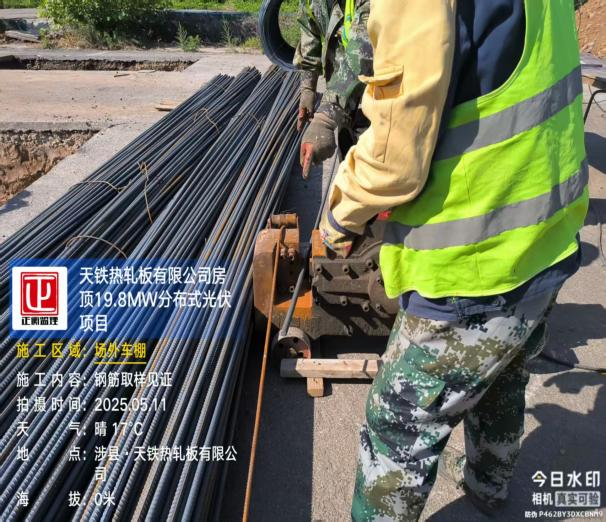 天铁热轧板有限公司房
顶19.8MW分布式光伏
项目
正衡监理
施工区域：场外车棚
施工内容：钢筋取样见证
拍摄时间：2025.05.11
天气：晴 17℃
地点：涉县·天铁热轧板有限公
司
海拔：0米
今日水印
相机 真实可验
防伪 P462BY3DXCBNM9